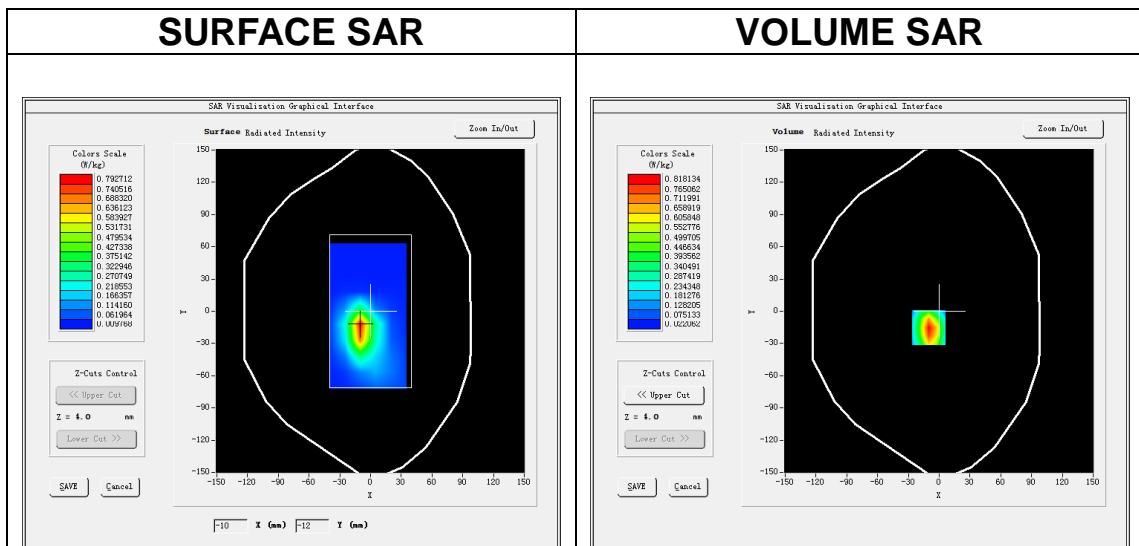 SURFACE SAR
VOLUME SAR
SAR Visualisation Graphical Interface
Surface Radiated Intensity
Zoom In/Out
Colors Scale
(W/kg)
0.792712
0.740516
0.688320
0.636123
0.583927
0.531731
0.479534
0.427338
0.375142
0.322946
0.270749
0.218553
0.166357
0.114160
0.061964
0.009768
150
120
90
60
30
0
-30
-60
-90
-120
-150
Y
-150 -120 -90 -60 -30 0 30 60 90 120 150
X
Z-Cuts Control
<< Upper Cut
Z = 4.0 mm
Lower Cut >>
SAVE Cancel
-10 X (mm) -12 Y (mm)
SAR Visualisation Graphical Interface
Volume Radiated Intensity
Zoom In/Out
Colors Scale
(W/kg)
0.818134
0.765062
0.711991
0.658919
0.605848
0.552776
0.499705
0.446634
0.393562
0.340491
0.287419
0.234348
0.181276
0.128205
0.075133
0.022062
150
120
90
60
30
0
-30
-60
-90
-120
-150
Y
-150 -120 -90 -60 -30 0 30 60 90 120 150
X
Z-Cuts Control
<< Upper Cut
Z = 4.0 mm
Lower Cut >>
SAVE Cancel